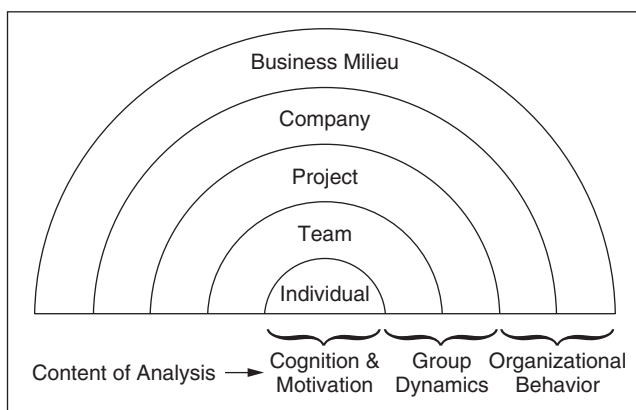 Business Milieu
Company
Project
Team
Individual
Content of Analysis
Cognition &
Motivation
Group
Dynamics
Organizational
Behavior